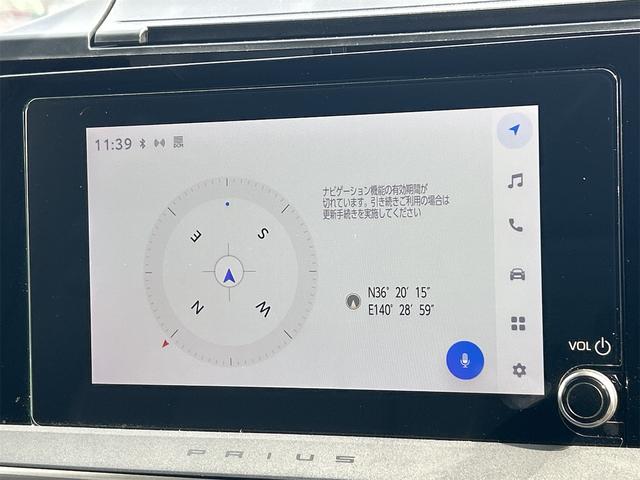 11:39
DCM
ナビゲーション機能の有効期間が
切れています。引き続きご利用の場合は
更新手続きを実施してください
E
S
N
W
N36° 20′ 15″
E140° 28′ 59″
VOL
PRIUS